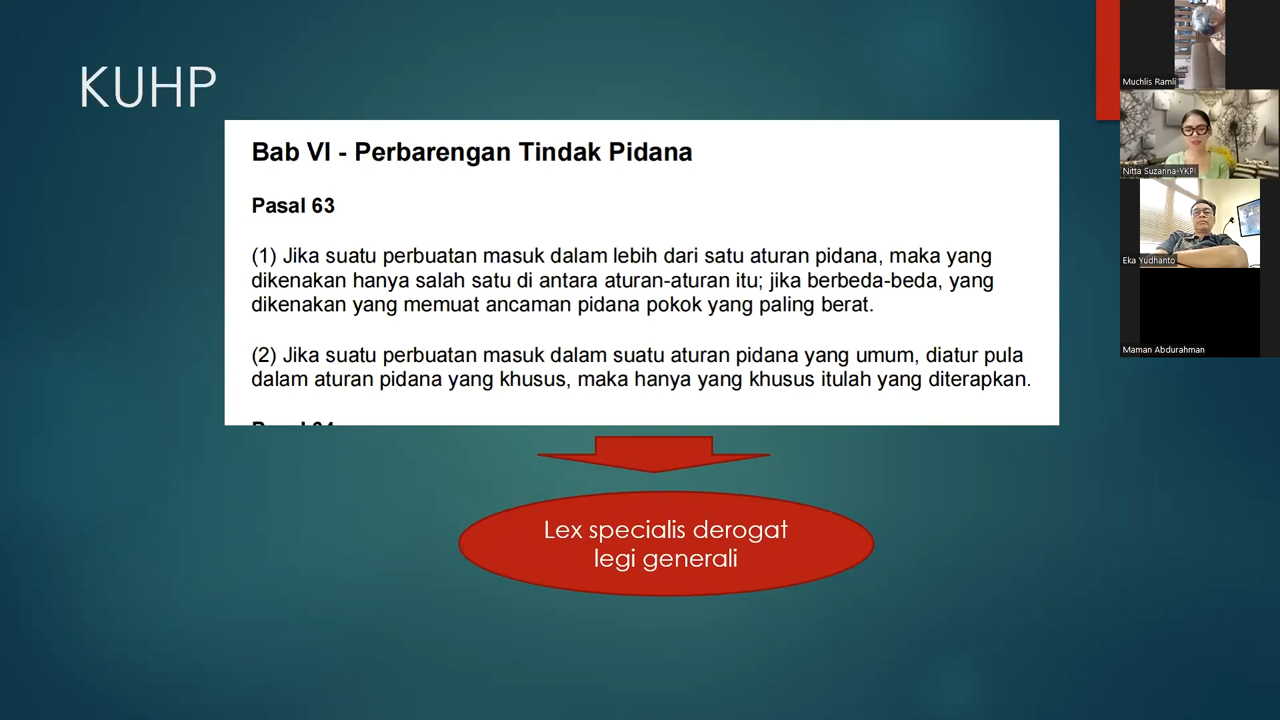 KUHP
Bab VI - Perbarengan Tindak Pidana
Pasal 63
(1) Jika suatu perbuatan masuk dalam lebih dari satu aturan pidana, maka yang
dikenakan hanya salah satu di antara aturan-aturan itu; jika berbeda-beda, yang
dikenakan yang memuat ancaman pidana pokok yang paling berat.
(2) Jika suatu perbuatan masuk dalam suatu aturan pidana yang umum, diatur pula
dalam aturan pidana yang khusus, maka hanya yang khusus itulah yang diterapkan.
Lex specialis derogat
legi generali
Muchlis Ramli
Nitta Suzanna-YKPI
Eka Yudhanto
Maman Abdurahman